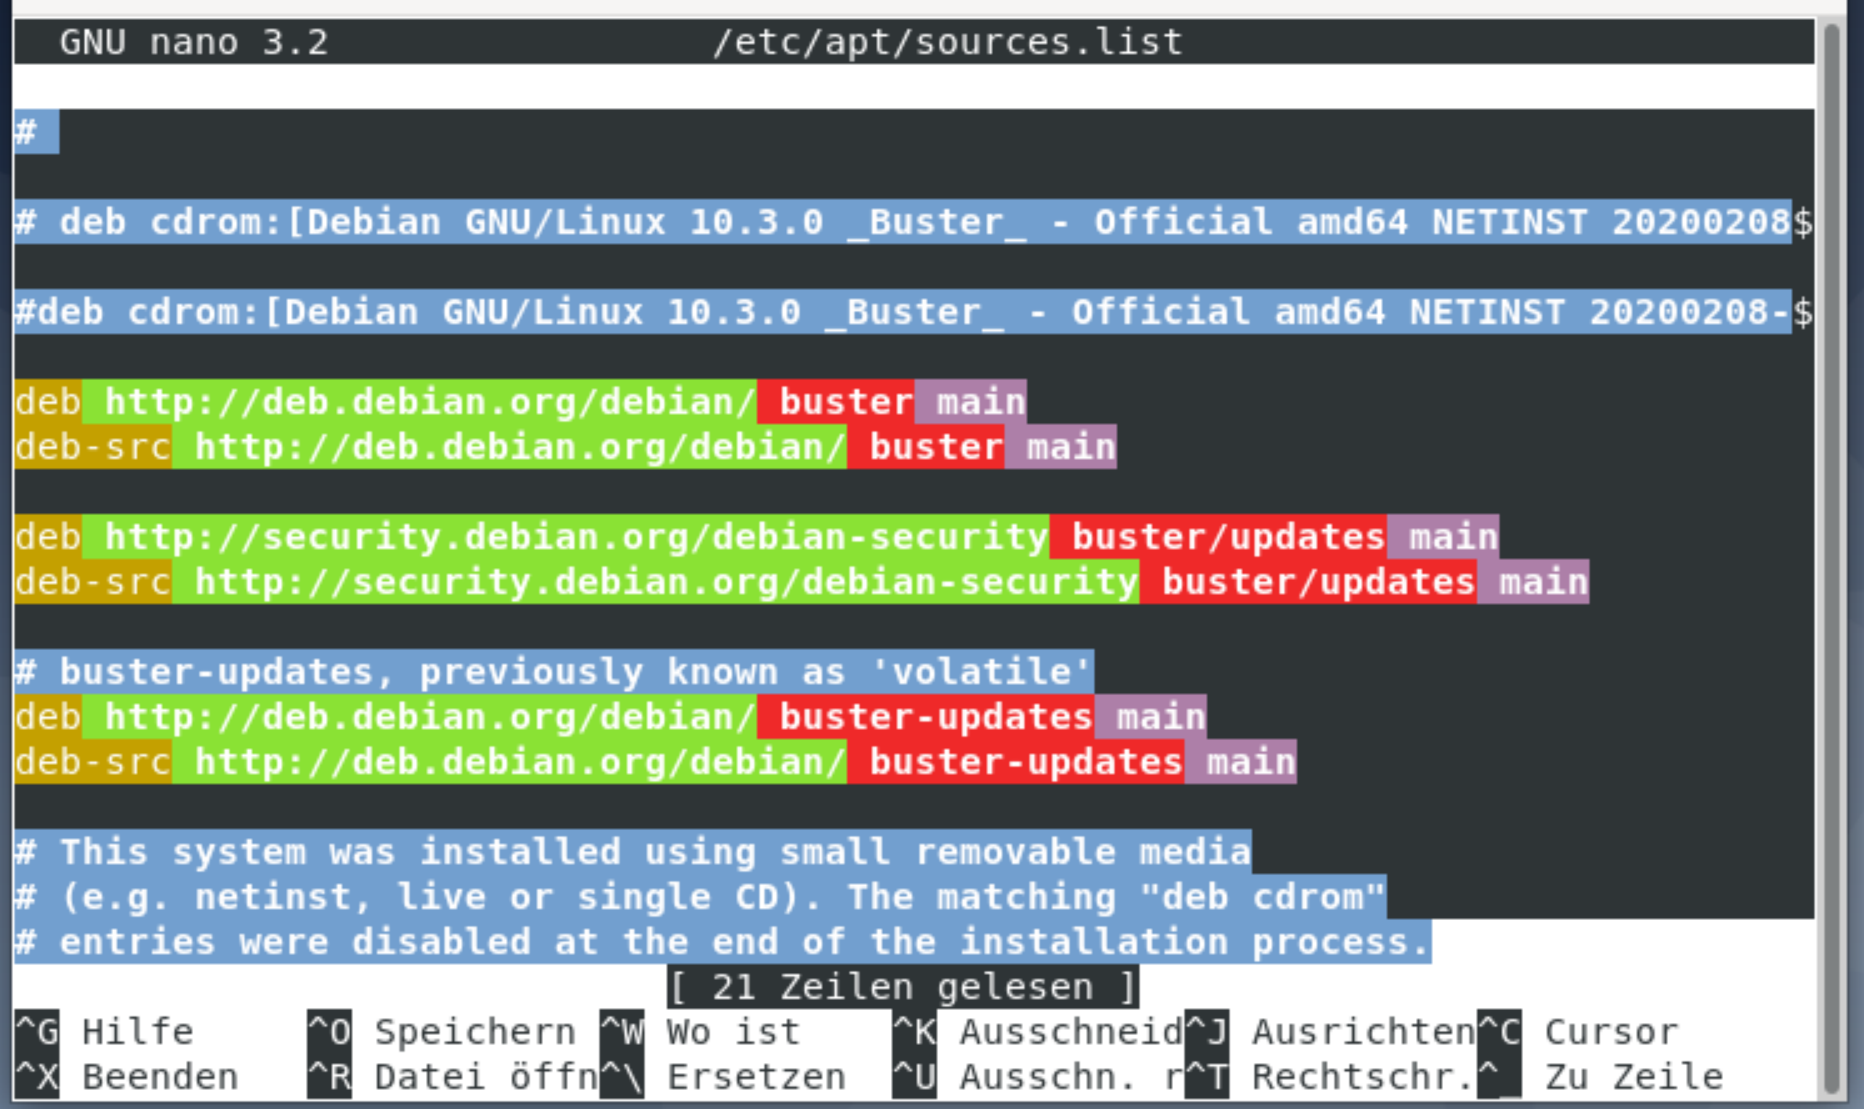 GNU nano 3.2 /etc/apt/sources.list
#
# deb cdrom:[Debian GNU/Linux 10.3.0 _Buster_ - Official amd64 NETINST 20200208$
#deb cdrom:[Debian GNU/Linux 10.3.0 _Buster_ - Official amd64 NETINST 20200208-$
deb http://deb.debian.org/debian/ buster main
deb-src http://deb.debian.org/debian/ buster main
deb http://security.debian.org/debian-security buster/updates main
deb-src http://security.debian.org/debian-security buster/updates main
# buster-updates, previously known as 'volatile'
deb http://deb.debian.org/debian/ buster-updates main
deb-src http://deb.debian.org/debian/ buster-updates main
# This system was installed using small removable media
# (e.g. netinst, live or single CD). The matching "deb cdrom"
# entries were disabled at the end of the installation process.
[ 21 Zeilen gelesen ]
^G Hilfe ^O Speichern ^W Wo ist ^K Ausschneid^J Ausrichten^C Cursor
^X Beenden ^R Datei öffn^\ Ersetzen ^U Ausschn. r^T Rechtschr.^_ Zu Zeile